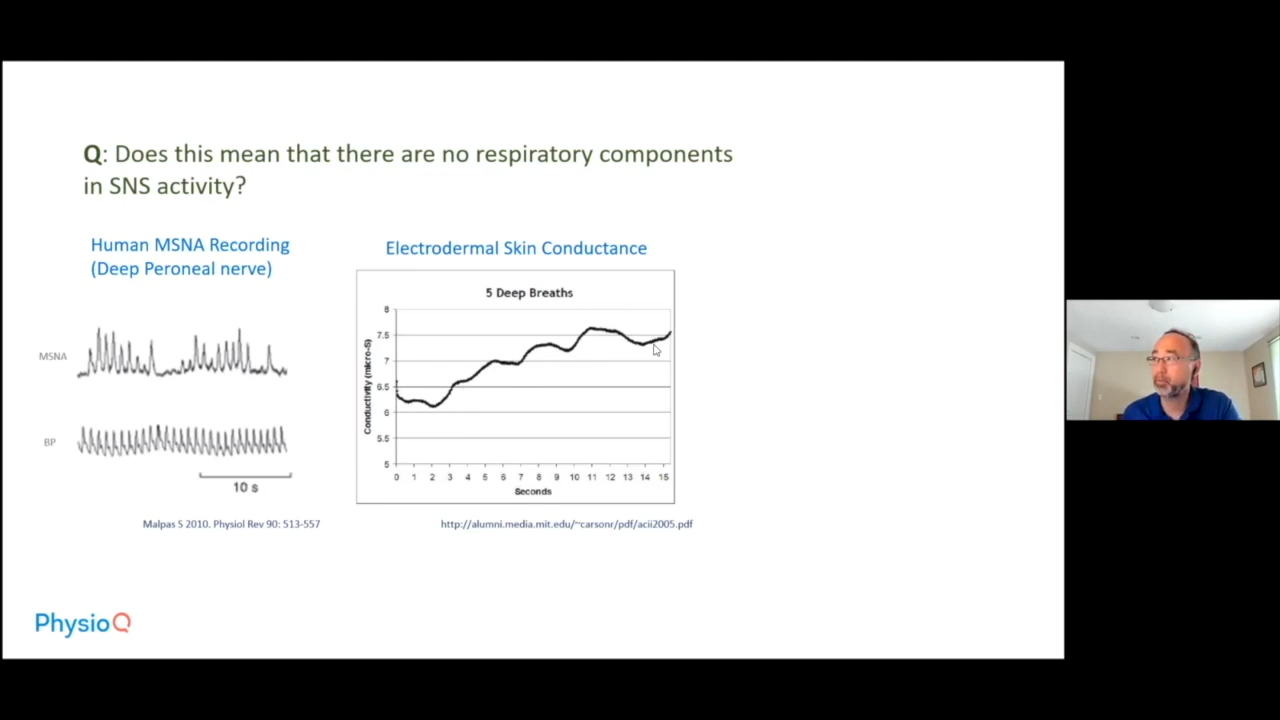 Q: Does this mean that there are no respiratory components
in SNS activity?
Human MSNA Recording
(Deep Peroneal nerve)
MSNA
BP
10 s
Malpas S 2010. Physiol Rev 90: 513-557
Electrodermal Skin Conductance
5 Deep Breaths
Conductivity (micro-S)
8
7.5
7
6.5
6
5.5
5
0 1 2 3 4 5 6 7 8 9 10 11 12 13 14 15
Seconds
http://alumni.media.mit.edu/~carsonr/pdf/acii2005.pdf
PhysioQ